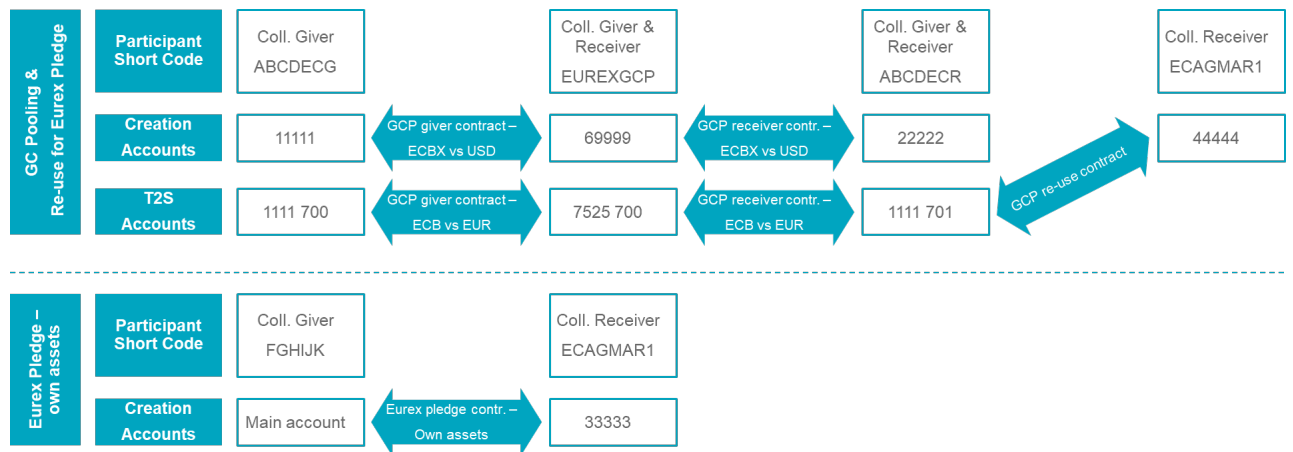 GC Pooling &
Re-use for Eurex Pledge
Participant
Short Code
Coll. Giver
ABCDECG
Coll. Giver &
Receiver
EUREXGCP
Coll. Giver &
Receiver
ABCDECR
Coll. Receiver
ECAGMAR1
Creation
Accounts
11111
GCP giver contract –
ECBX vs USD
69999
GCP receiver contr. –
ECBX vs USD
22222
GCP re-use contract
44444
T2S
Accounts
1111 700
GCP giver contract –
ECB vs EUR
7525 700
GCP receiver contr. –
ECB vs EUR
1111 701
Eurex Pledge –
own assets
Participant
Short Code
Coll. Giver
FGHIJK
Coll. Receiver
ECAGMAR1
Creation
Accounts
Main account
Eurex pledge contr. –
Own assets
33333